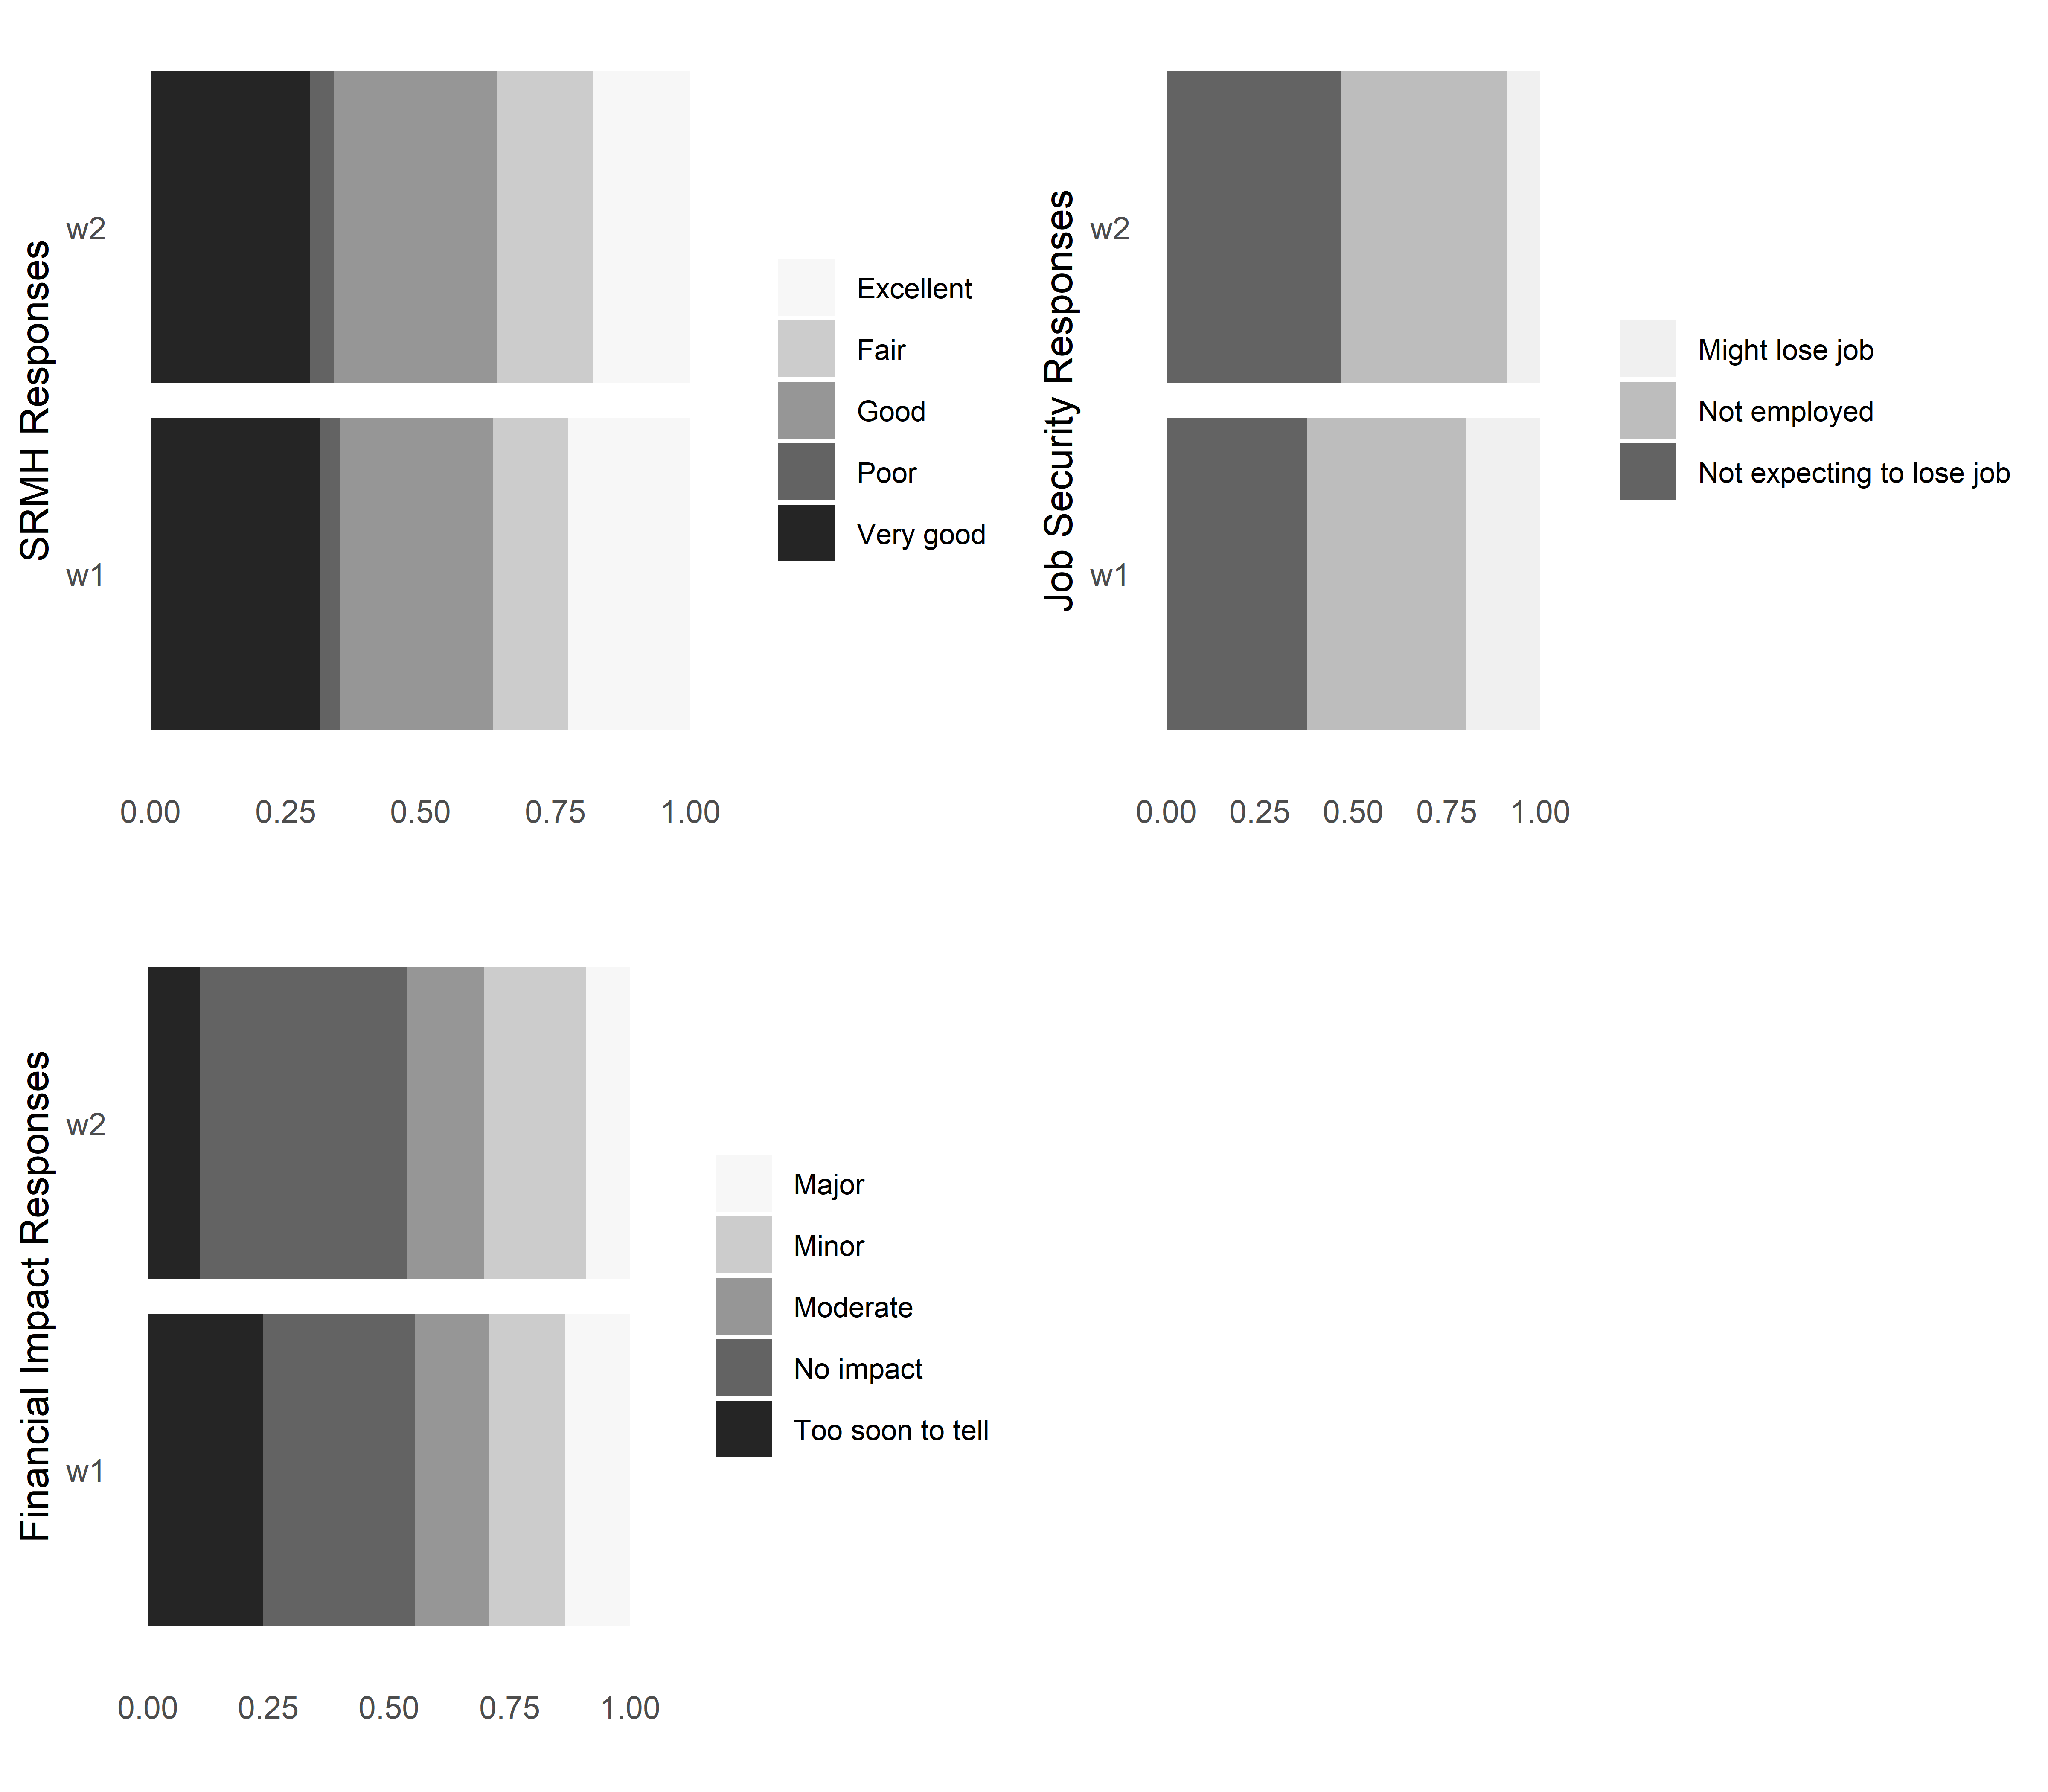 SRMH Responses
w2
w1
0.00 0.25 0.50 0.75 1.00
Excellent
Fair
Good
Poor
Very good
Job Security Responses
w2
w1
0.00 0.25 0.50 0.75 1.00
Might lose job
Not employed
Not expecting to lose job
Financial Impact Responses
w2
w1
0.00 0.25 0.50 0.75 1.00
Major
Minor
Moderate
No impact
Too soon to tell